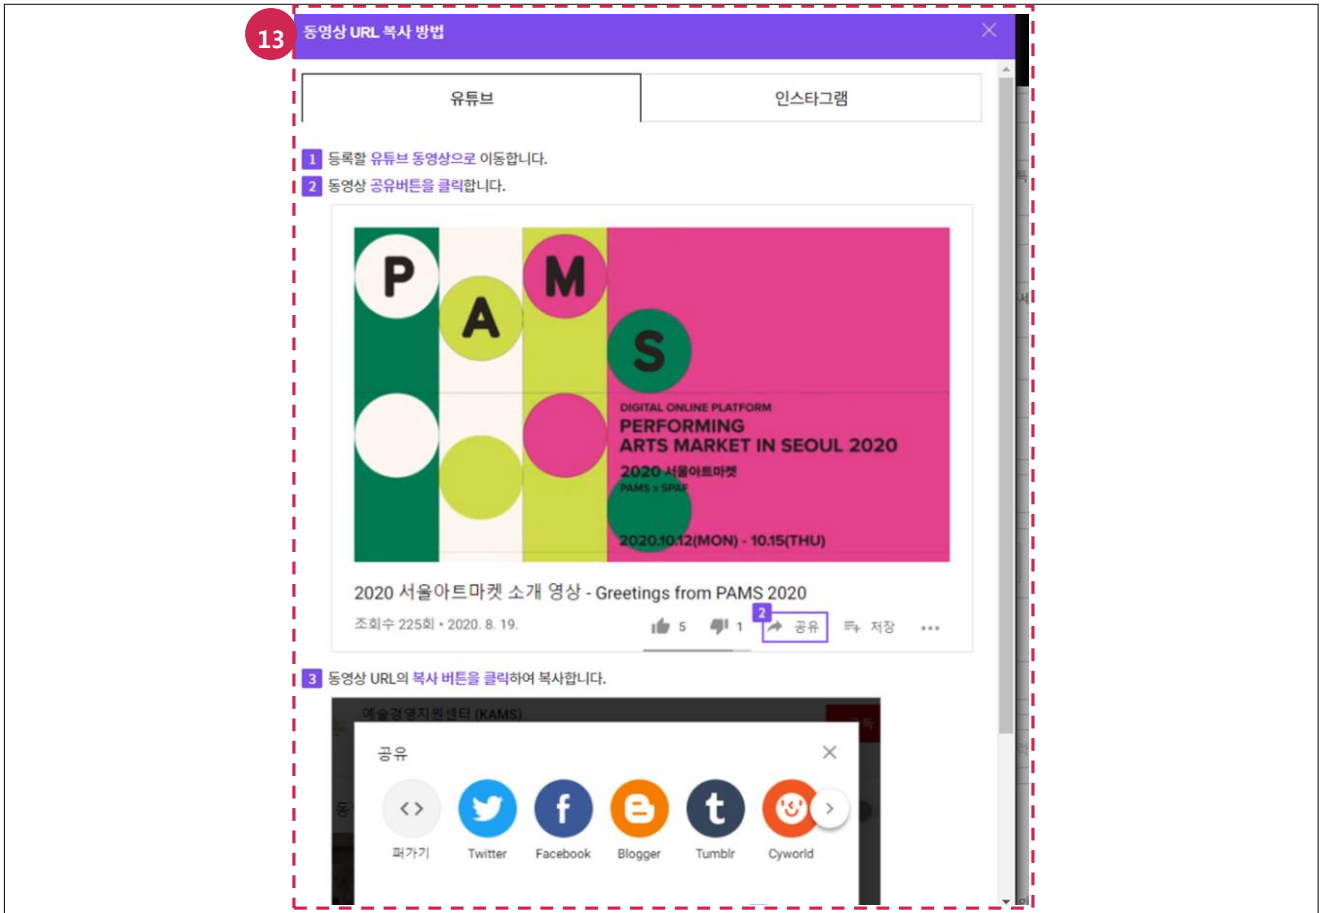 13
동영상 URL 복사 방법
유튜브
인스타그램
1 등록할 유튜브 동영상으로 이동합니다.
2 동영상 공유버튼을 클릭합니다.
P
A
M
S
DIGITAL ONLINE PLATFORM
PERFORMING
ARTS MARKET IN SEOUL 2020
2020 서울아트마켓
PAMS x SPAF
2020.10.12(MON) - 10.15(THU)
2020 서울아트마켓 소개 영상 - Greetings from PAMS 2020
조회수 225회 • 2020. 8. 19.
5
1
2
공유
저장
3 동영상 URL의 복사 버튼을 클릭하여 복사합니다.
예술경영지원센터 (KAMS)
공유
퍼가기
Twitter
Facebook
Blogger
Tumblr
Cyworld